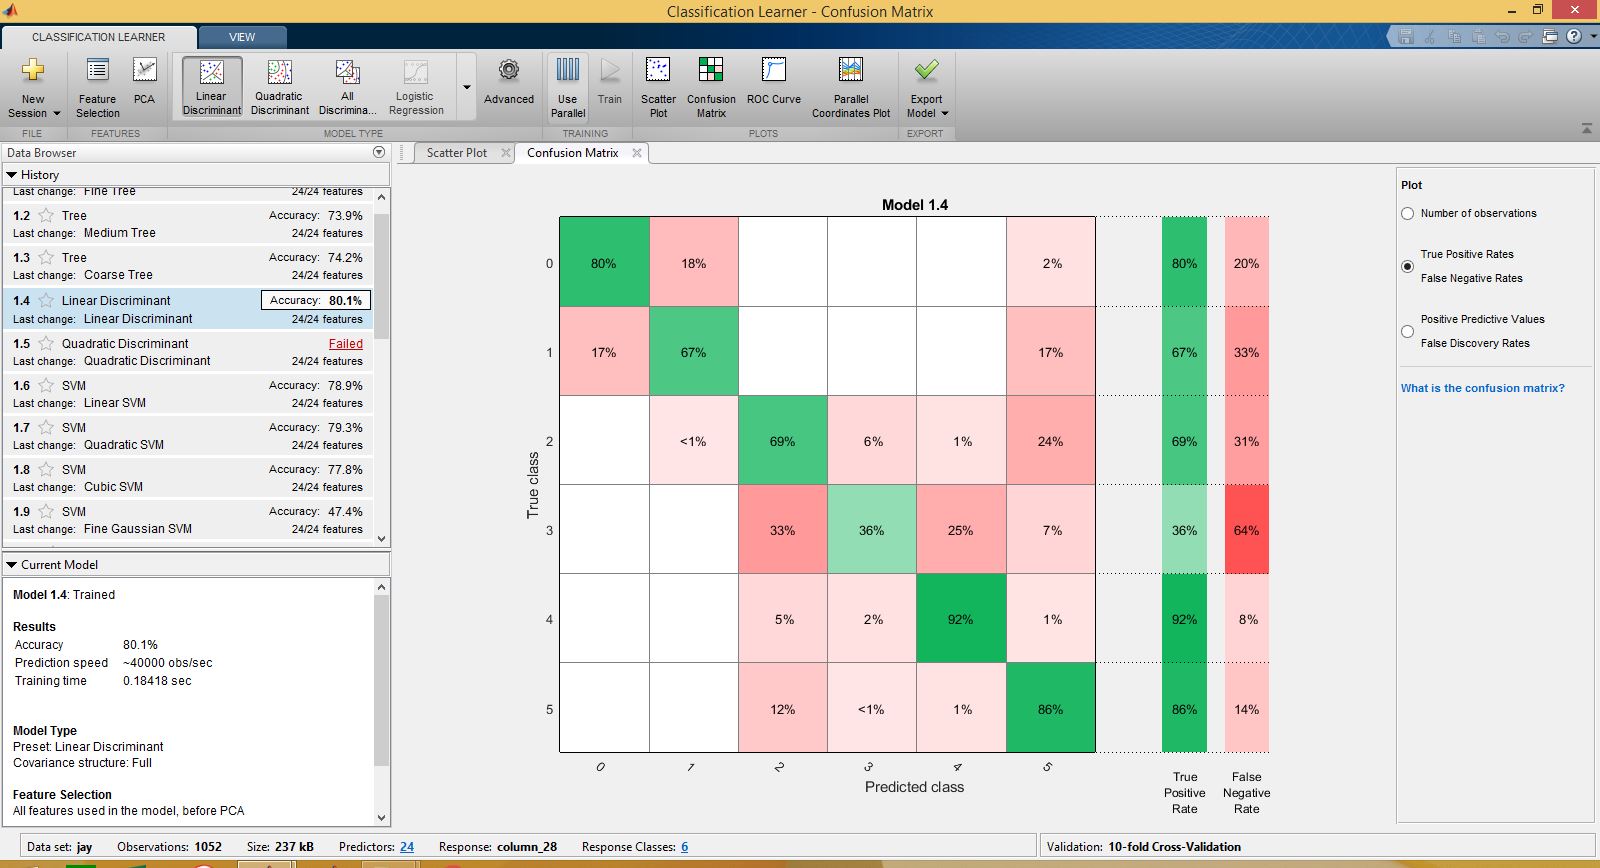 Classification Learner - Confusion Matrix
CLASSIFICATION LEARNER
VIEW
New Session
Feature Selection
PCA
Linear Discriminant
Quadratic Discriminant
All Discrimina...
Logistic Regression
Advanced
Use Parallel
Train
Scatter Plot
Confusion Matrix
ROC Curve
Parallel Coordinates Plot
Export Model
FILE
FEATURES
MODEL TYPE
TRAINING
PLOTS
EXPORT
Data Browser
History
Last change: Fine Tree 24/24 features
1.2 Tree Accuracy: 73.9%
Last change: Medium Tree 24/24 features
1.3 Tree Accuracy: 74.2%
Last change: Coarse Tree 24/24 features
1.4 Linear Discriminant Accuracy: 80.1%
Last change: Linear Discriminant 24/24 features
1.5 Quadratic Discriminant Failed
Last change: Quadratic Discriminant 24/24 features
1.6 SVM Accuracy: 78.9%
Last change: Linear SVM 24/24 features
1.7 SVM Accuracy: 79.3%
Last change: Quadratic SVM 24/24 features
1.8 SVM Accuracy: 77.8%
Last change: Cubic SVM 24/24 features
1.9 SVM Accuracy: 47.4%
Last change: Fine Gaussian SVM 24/24 features
Current Model
Model 1.4: Trained
Results
Accuracy 80.1%
Prediction speed ~40000 obs/sec
Training time 0.18418 sec
Model Type
Preset: Linear Discriminant
Covariance structure: Full
Feature Selection
All features used in the model, before PCA
Scatter Plot
Confusion Matrix
Model 1.4
True class
0 80% 18% 2% 80% 20%
1 17% 67% 17% 67% 33%
2 <1% 69% 6% 1% 24% 69% 31%
3 33% 36% 25% 7% 36% 64%
4 5% 2% 92% 1% 92% 8%
5 12% <1% 1% 86% 86% 14%
0 1 2 3 4 5
Predicted class
True Positive Rate
False Negative Rate
Plot
Number of observations
True Positive Rates
False Negative Rates
Positive Predictive Values
False Discovery Rates
What is the confusion matrix?
Data set: jay Observations: 1052 Size: 237 kB Predictors: 24 Response: column_28 Response Classes: 6
Validation: 10-fold Cross-Validation